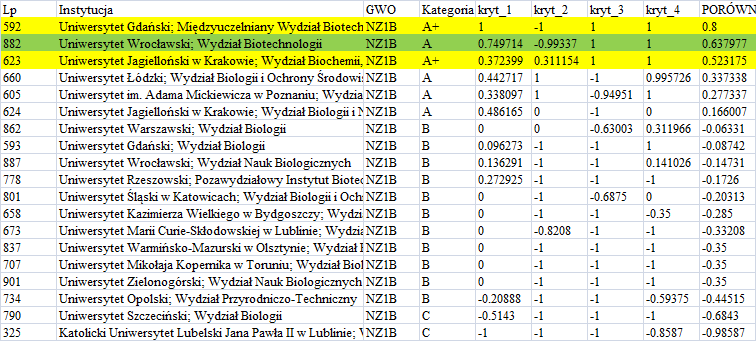 Lp Instytucja GWO Kategoria kryt_1 kryt_2 kryt_3 kryt_4 PORÓWN
592 Uniwersytet Gdański; Międzyuczelniany Wydział Biotech NZ1B A+ 1 -1 1 1 0.8
882 Uniwersytet Wrocławski; Wydział Biotechnologii NZ1B A 0.749714 -0.99337 1 1 0.637977
623 Uniwersytet Jagielloński w Krakowie; Wydział Biochemii, NZ1B A+ 0.372399 0.311154 1 1 0.523175
660 Uniwersytet Łódzki; Wydział Biologii i Ochrony Środowis NZ1B A 0.442717 1 -1 0.995726 0.337338
605 Uniwersytet im. Adama Mickiewicza w Poznaniu; Wydzia NZ1B A 0.338097 1 -0.94951 1 0.277337
624 Uniwersytet Jagielloński w Krakowie; Wydział Biologii i N NZ1B A 0.486165 0 -1 0 0.166007
862 Uniwersytet Warszawski; Wydział Biologii NZ1B B 0 0 -0.63003 0.311966 -0.06331
593 Uniwersytet Gdański; Wydział Biologii NZ1B B 0.096273 -1 -1 1 -0.08742
887 Uniwersytet Wrocławski; Wydział Nauk Biologicznych NZ1B B 0.136291 -1 -1 0.141026 -0.14731
778 Uniwersytet Rzeszowski; Pozawydziałowy Instytut Biotec NZ1B B 0.272925 -1 -1 -1 -0.1726
801 Uniwersytet Śląski w Katowicach; Wydział Biologii i Och NZ1B B 0 -1 -0.6875 0 -0.20313
658 Uniwersytet Kazimierza Wielkiego w Bydgoszczy; Wydzi NZ1B B 0 -1 -1 -0.35 -0.285
673 Uniwersytet Marii Curie-Skłodowskiej w Lublinie; Wydzi NZ1B B 0 -0.8208 -1 -1 -0.33208
837 Uniwersytet Warmińsko-Mazurski w Olsztynie; Wydział B NZ1B B 0 -1 -1 -1 -0.35
707 Uniwersytet Mikołaja Kopernika w Toruniu; Wydział Biol NZ1B B 0 -1 -1 -1 -0.35
901 Uniwersytet Zielonogórski; Wydział Nauk Biologicznych NZ1B B 0 -1 -1 -1 -0.35
734 Uniwersytet Opolski; Wydział Przyrodniczo-Techniczny NZ1B B -0.20888 -1 -1 -0.59375 -0.44515
790 Uniwersytet Szczeciński; Wydział Biologii NZ1B C -0.5143 -1 -1 -1 -0.6843
325 Katolicki Uniwersytet Lubelski Jana Pawła II w Lublinie; W NZ1B C -1 -1 -1 -0.8587 -0.98587